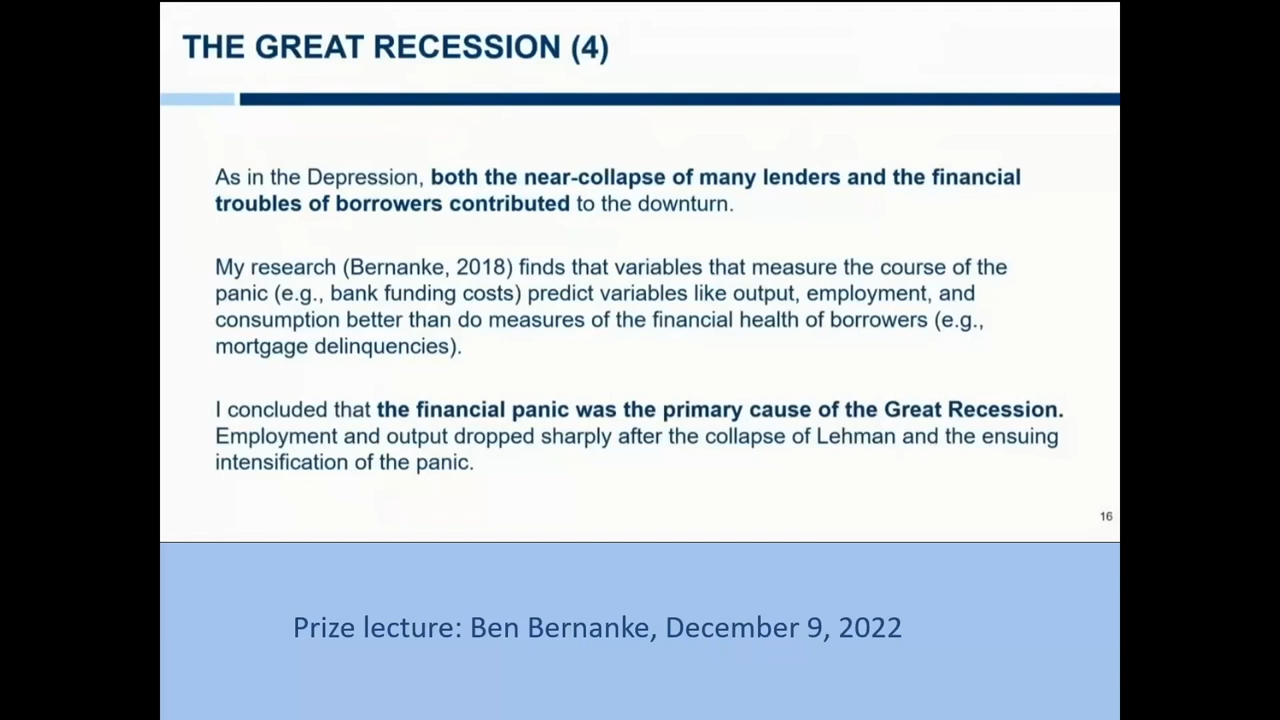 THE GREAT RECESSION (4)
As in the Depression, both the near-collapse of many lenders and the financial
troubles of borrowers contributed to the downturn.
My research (Bernanke, 2018) finds that variables that measure the course of the
panic (e.g., bank funding costs) predict variables like output, employment, and
consumption better than do measures of the financial health of borrowers (e.g.,
mortgage delinquencies).
I concluded that the financial panic was the primary cause of the Great Recession.
Employment and output dropped sharply after the collapse of Lehman and the ensuing
intensification of the panic.
16
Prize lecture: Ben Bernanke, December 9, 2022